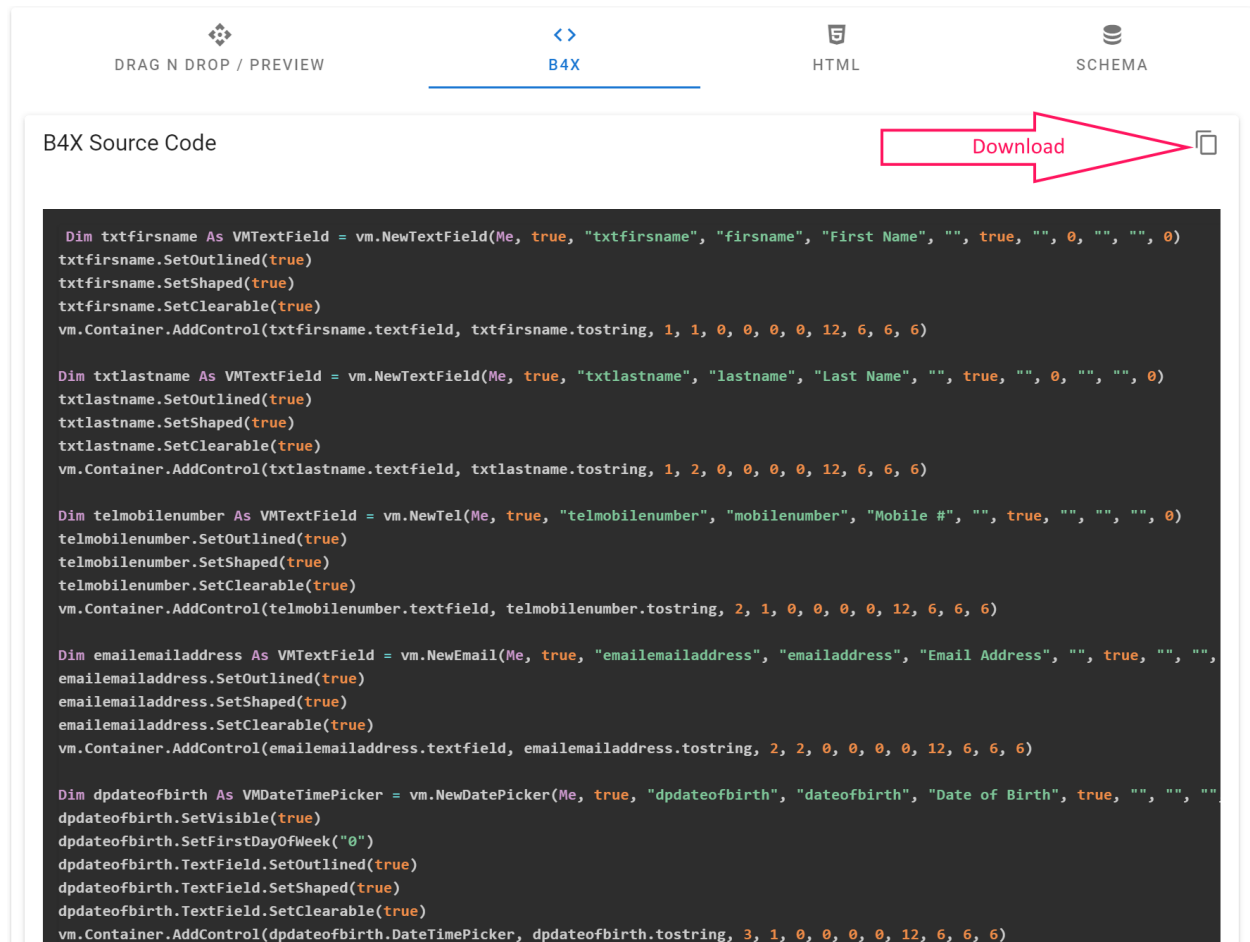 DRAG N DROP / PREVIEW
B4X
HTML
SCHEMA
B4X Source Code
Download
Dim txtfirsname As VMTextField = vm.NewTextField(Me, true, "txtfirsname", "firsname", "First Name", "", true, "", 0, "", "", 0)
txtfirsname.SetOutlined(true)
txtfirsname.SetShaped(true)
txtfirsname.SetClearable(true)
vm.Container.AddControl(txtfirsname.textfield, txtfirsname.tostring, 1, 1, 0, 0, 0, 0, 12, 6, 6, 6)
Dim txtlastname As VMTextField = vm.NewTextField(Me, true, "txtlastname", "lastname", "Last Name", "", true, "", 0, "", "", 0)
txtlastname.SetOutlined(true)
txtlastname.SetShaped(true)
txtlastname.SetClearable(true)
vm.Container.AddControl(txtlastname.textfield, txtlastname.tostring, 1, 2, 0, 0, 0, 0, 12, 6, 6, 6)
Dim telmobilenumber As VMTextField = vm.NewTel(Me, true, "telmobilenumber", "mobilenumber", "Mobile #", "", true, "", "", "", 0)
telmobilenumber.SetOutlined(true)
telmobilenumber.SetShaped(true)
telmobilenumber.SetClearable(true)
vm.Container.AddControl(telmobilenumber.textfield, telmobilenumber.tostring, 2, 1, 0, 0, 0, 0, 12, 6, 6, 6)
Dim emailemailaddress As VMTextField = vm.NewEmail(Me, true, "emailemailaddress", "emailaddress", "Email Address", "", true, "", "",
emailemailaddress.SetOutlined(true)
emailemailaddress.SetShaped(true)
emailemailaddress.SetClearable(true)
vm.Container.AddControl(emailemailaddress.textfield, emailemailaddress.tostring, 2, 2, 0, 0, 0, 0, 12, 6, 6, 6)
Dim dpdateofbirth As VMDateTimePicker = vm.NewDatePicker(Me, true, "dpdateofbirth", "dateofbirth", "Date of Birth", true, "", "", "",
dpdateofbirth.SetVisible(true)
dpdateofbirth.SetFirstDayOfWeek("0")
dpdateofbirth.TextField.SetOutlined(true)
dpdateofbirth.TextField.SetShaped(true)
dpdateofbirth.TextField.SetClearable(true)
vm.Container.AddControl(dpdateofbirth.DateTimePicker, dpdateofbirth.tostring, 3, 1, 0, 0, 0, 0, 12, 6, 6, 6)